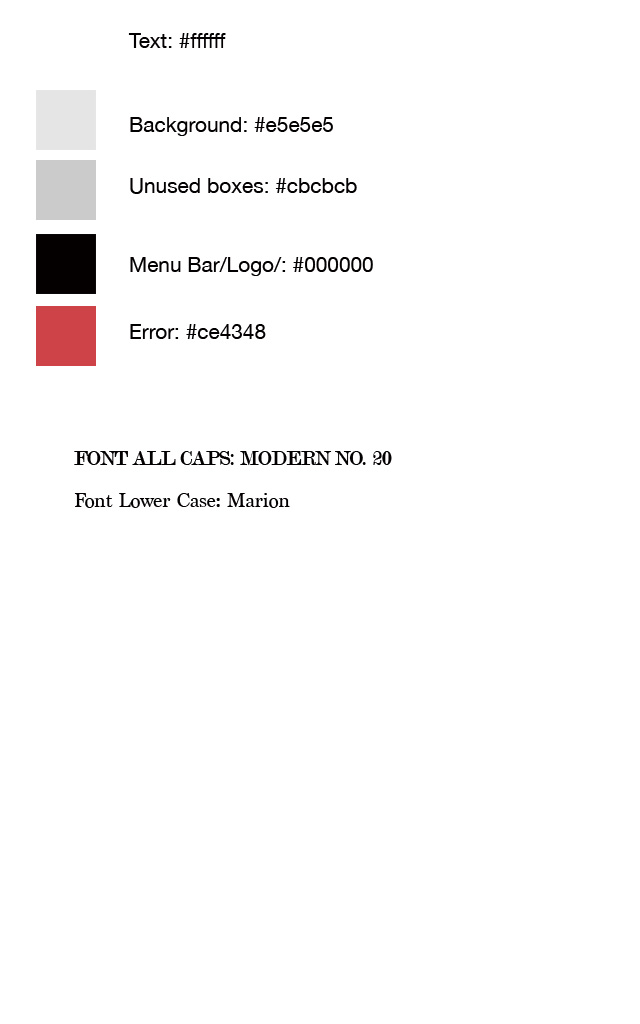 Text: #ffffff
Background: #e5e5e5
Unused boxes: #cbcbcb
Menu Bar/Logo/: #000000
Error: #ce4348
FONT ALL CAPS: MODERN NO. 20
Font Lower Case: Marion